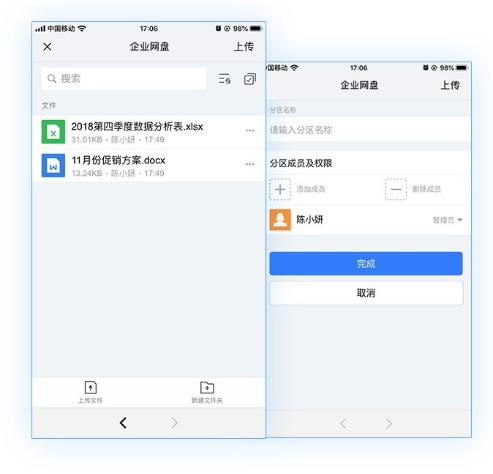 中国移动 17:06 98%
企业网盘 上传
搜索
文件
2018第四季度数据分析表.xlsx
31.01KB · 陈小妍 · 17:49
11月份促销方案.docx
13.24KB · 陈小妍 · 17:49
上传文件 新建文件夹
国移动 17:06 98%
企业网盘 上传
分区名称
请输入分区名称
分区成员及权限
添加成员 删除成员
陈小妍 管理员
完成
取消